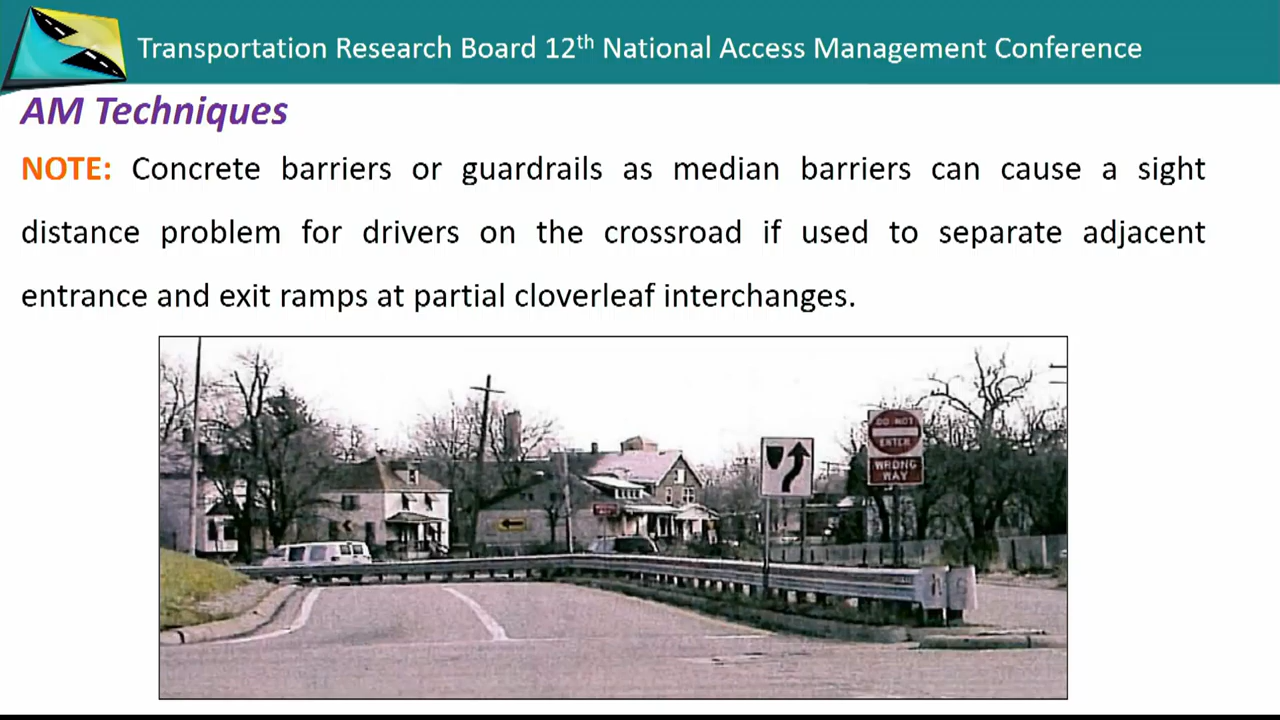 Transportation Research Board 12th National Access Management Conference
AM Techniques
NOTE: Concrete barriers or guardrails as median barriers can cause a sight
distance problem for drivers on the crossroad if used to separate adjacent
entrance and exit ramps at partial cloverleaf interchanges.
DO NOT
ENTER
WRONG
WAY